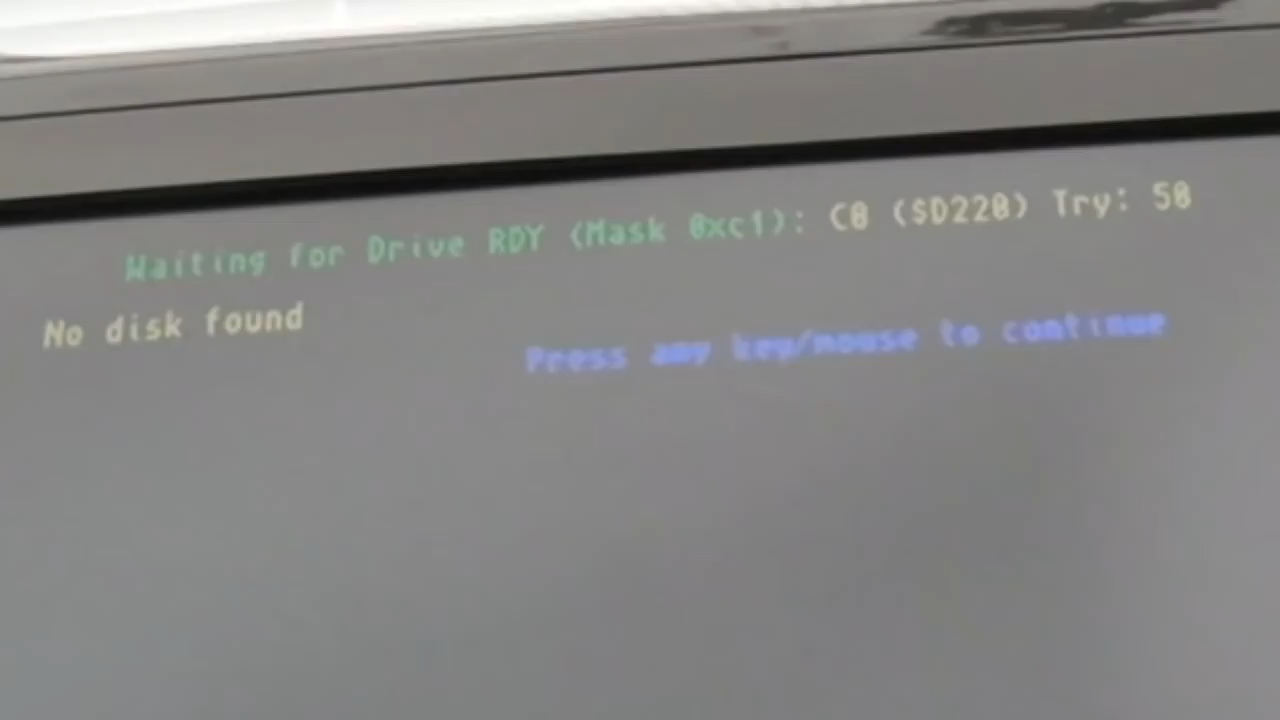 Waiting for Drive RDY (Mask 0xc1): C0 ($D220) Try: 50
No disk found
Press any key/mouse to continue